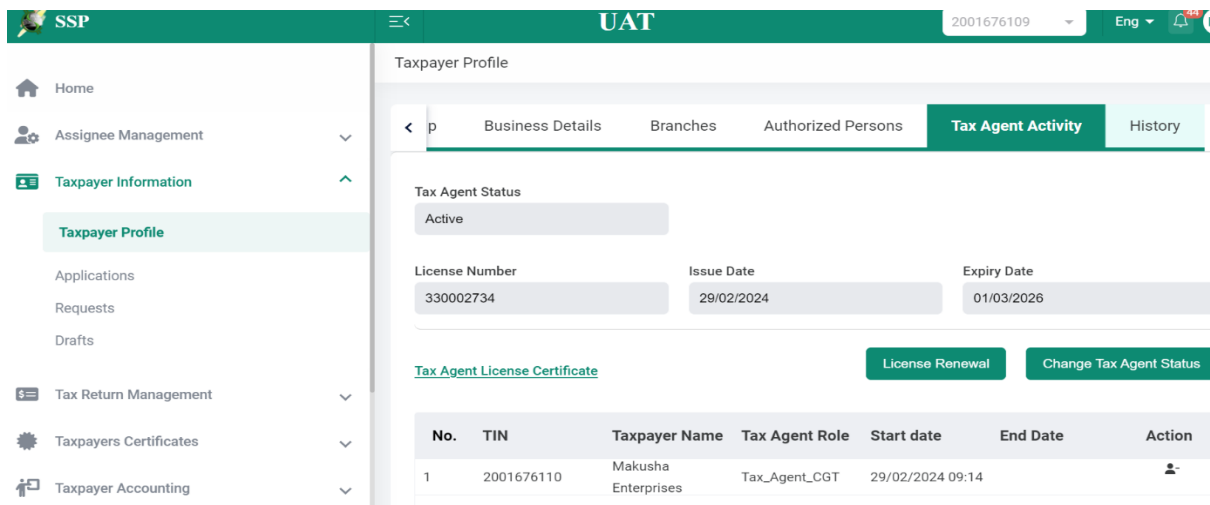 SSP
UAT
2001676109
Eng
44
Taxpayer Profile
Home
Assignee Management
Taxpayer Information
Taxpayer Profile
Applications
Requests
Drafts
Tax Return Management
Taxpayers Certificates
Taxpayer Accounting
p Business Details Branches Authorized Persons Tax Agent Activity History
Tax Agent Status
Active
License Number Issue Date Expiry Date
330002734 29/02/2024 01/03/2026
Tax Agent License Certificate License Renewal Change Tax Agent Status
No. TIN Taxpayer Name Tax Agent Role Start date End Date Action
1 2001676110 Makusha Enterprises Tax_Agent_CGT 29/02/2024 09:14